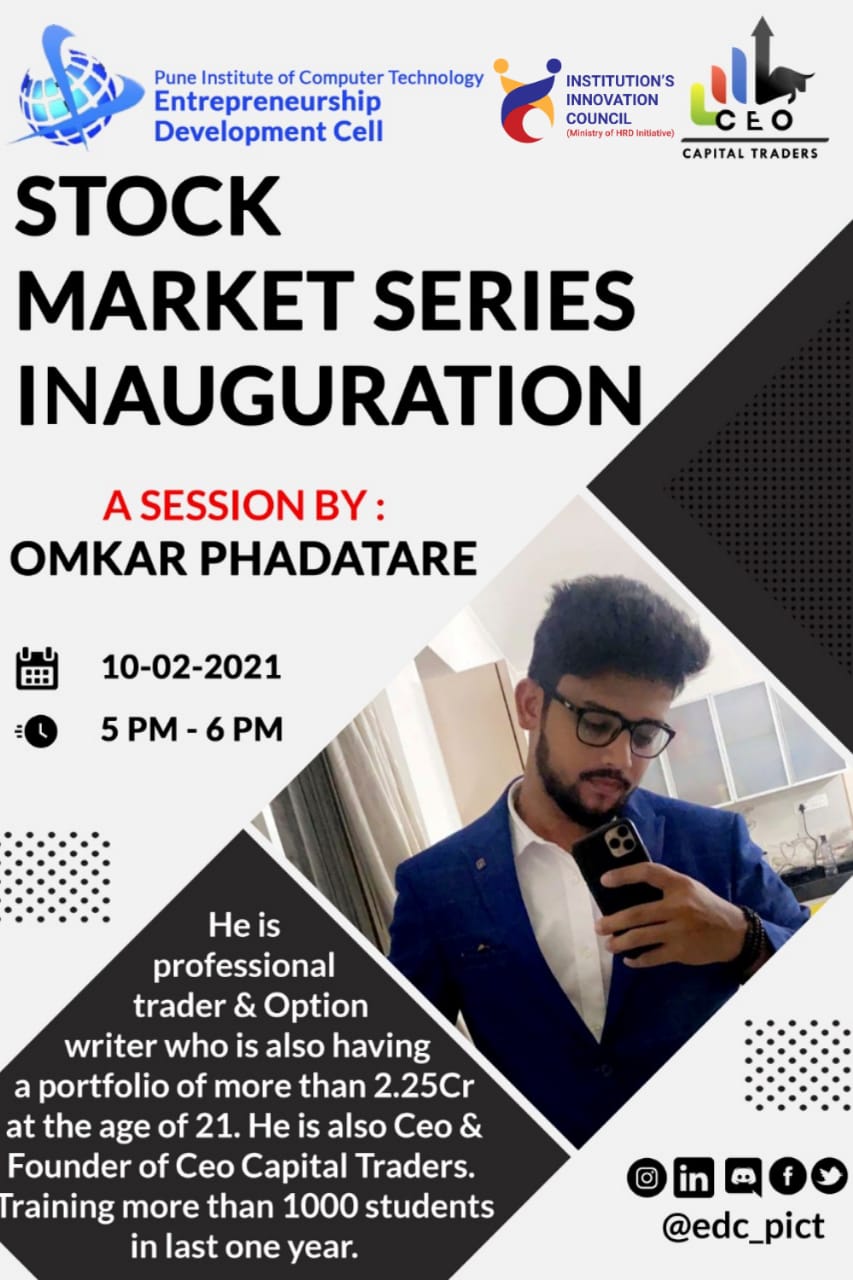 Pune Institute of Computer Technology
Entrepreneurship
Development Cell
INSTITUTION'S
INNOVATION
COUNCIL
(Ministry of HRD Initiative)
CEO
CAPITAL TRADERS
STOCK
MARKET SERIES
INAUGURATION
A SESSION BY :
OMKAR PHADATARE
10-02-2021
5 PM - 6 PM
He is
professional
trader & Option
writer who is also having
a portfolio of more than 2.25Cr
at the age of 21. He is also Ceo &
Founder of Ceo Capital Traders.
Training more than 1000 students
in last one year.
@edc_pict